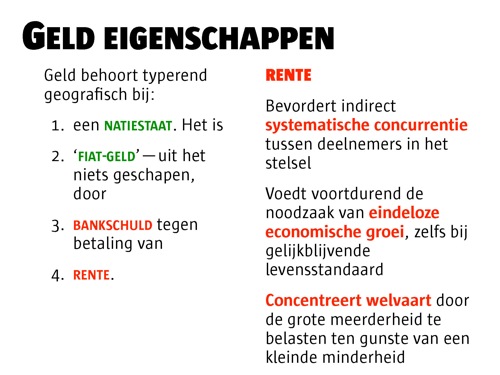 GELD EIGENSCHAPPEN
Geld behoort typerend
geografisch bij:
1. een NATIESTAAT. Het is
2. ‘FIAT-GELD’—uit het
niets geschapen,
door
3. BANKSCHULD tegen
betaling van
4. RENTE.
RENTE
Bevordert indirect
systematische concurrentie
tussen deelnemers in het
stelsel
Voedt voortdurend de
noodzaak van eindeloze
economische groei, zelfs bij
gelijkblijvende
levensstandaard
Concentreert welvaart door
de grote meerderheid te
belasten ten gunste van een
kleinde minderheid